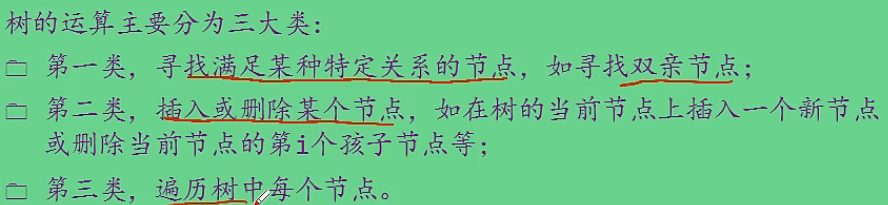 树的运算主要分为三大类：
第一类，寻找满足某种特定关系的节点，如寻找双亲节点；
第二类，插入或删除某个节点，如在树的当前节点上插入一个新节点
或删除当前节点的第i个孩子节点等；
第三类，遍历树中每个节点。